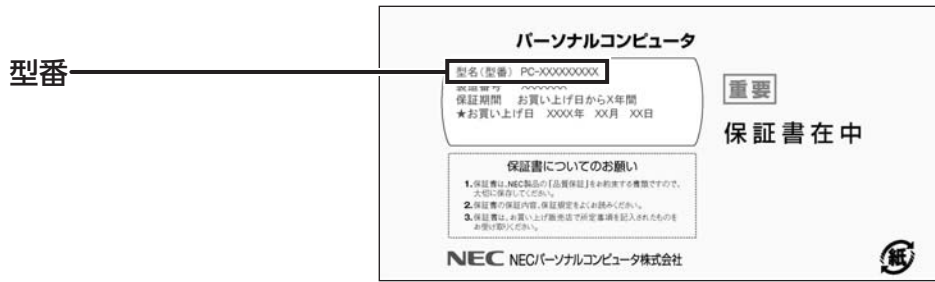 型番
パーソナルコンピュータ
型名(型番) PC-XXXXXXXXX
製造番号 XXXXXXX
保証期間 お買い上げ日からX年間
★お買い上げ日 XXXX年 XX月 XX日
重要
保証書在中
保証書についてのお願い
1.保証書は、NEC製品の「品質保証」をお約束する書類ですので、
大切に保存してください。
2.保証書の保証内容、保証規定をよくお読みください。
3.保証書は、お買い上げ販売店で所定事項を記入されたものを
お受け取りください。
NEC NECパーソナルコンピュータ株式会社
紙